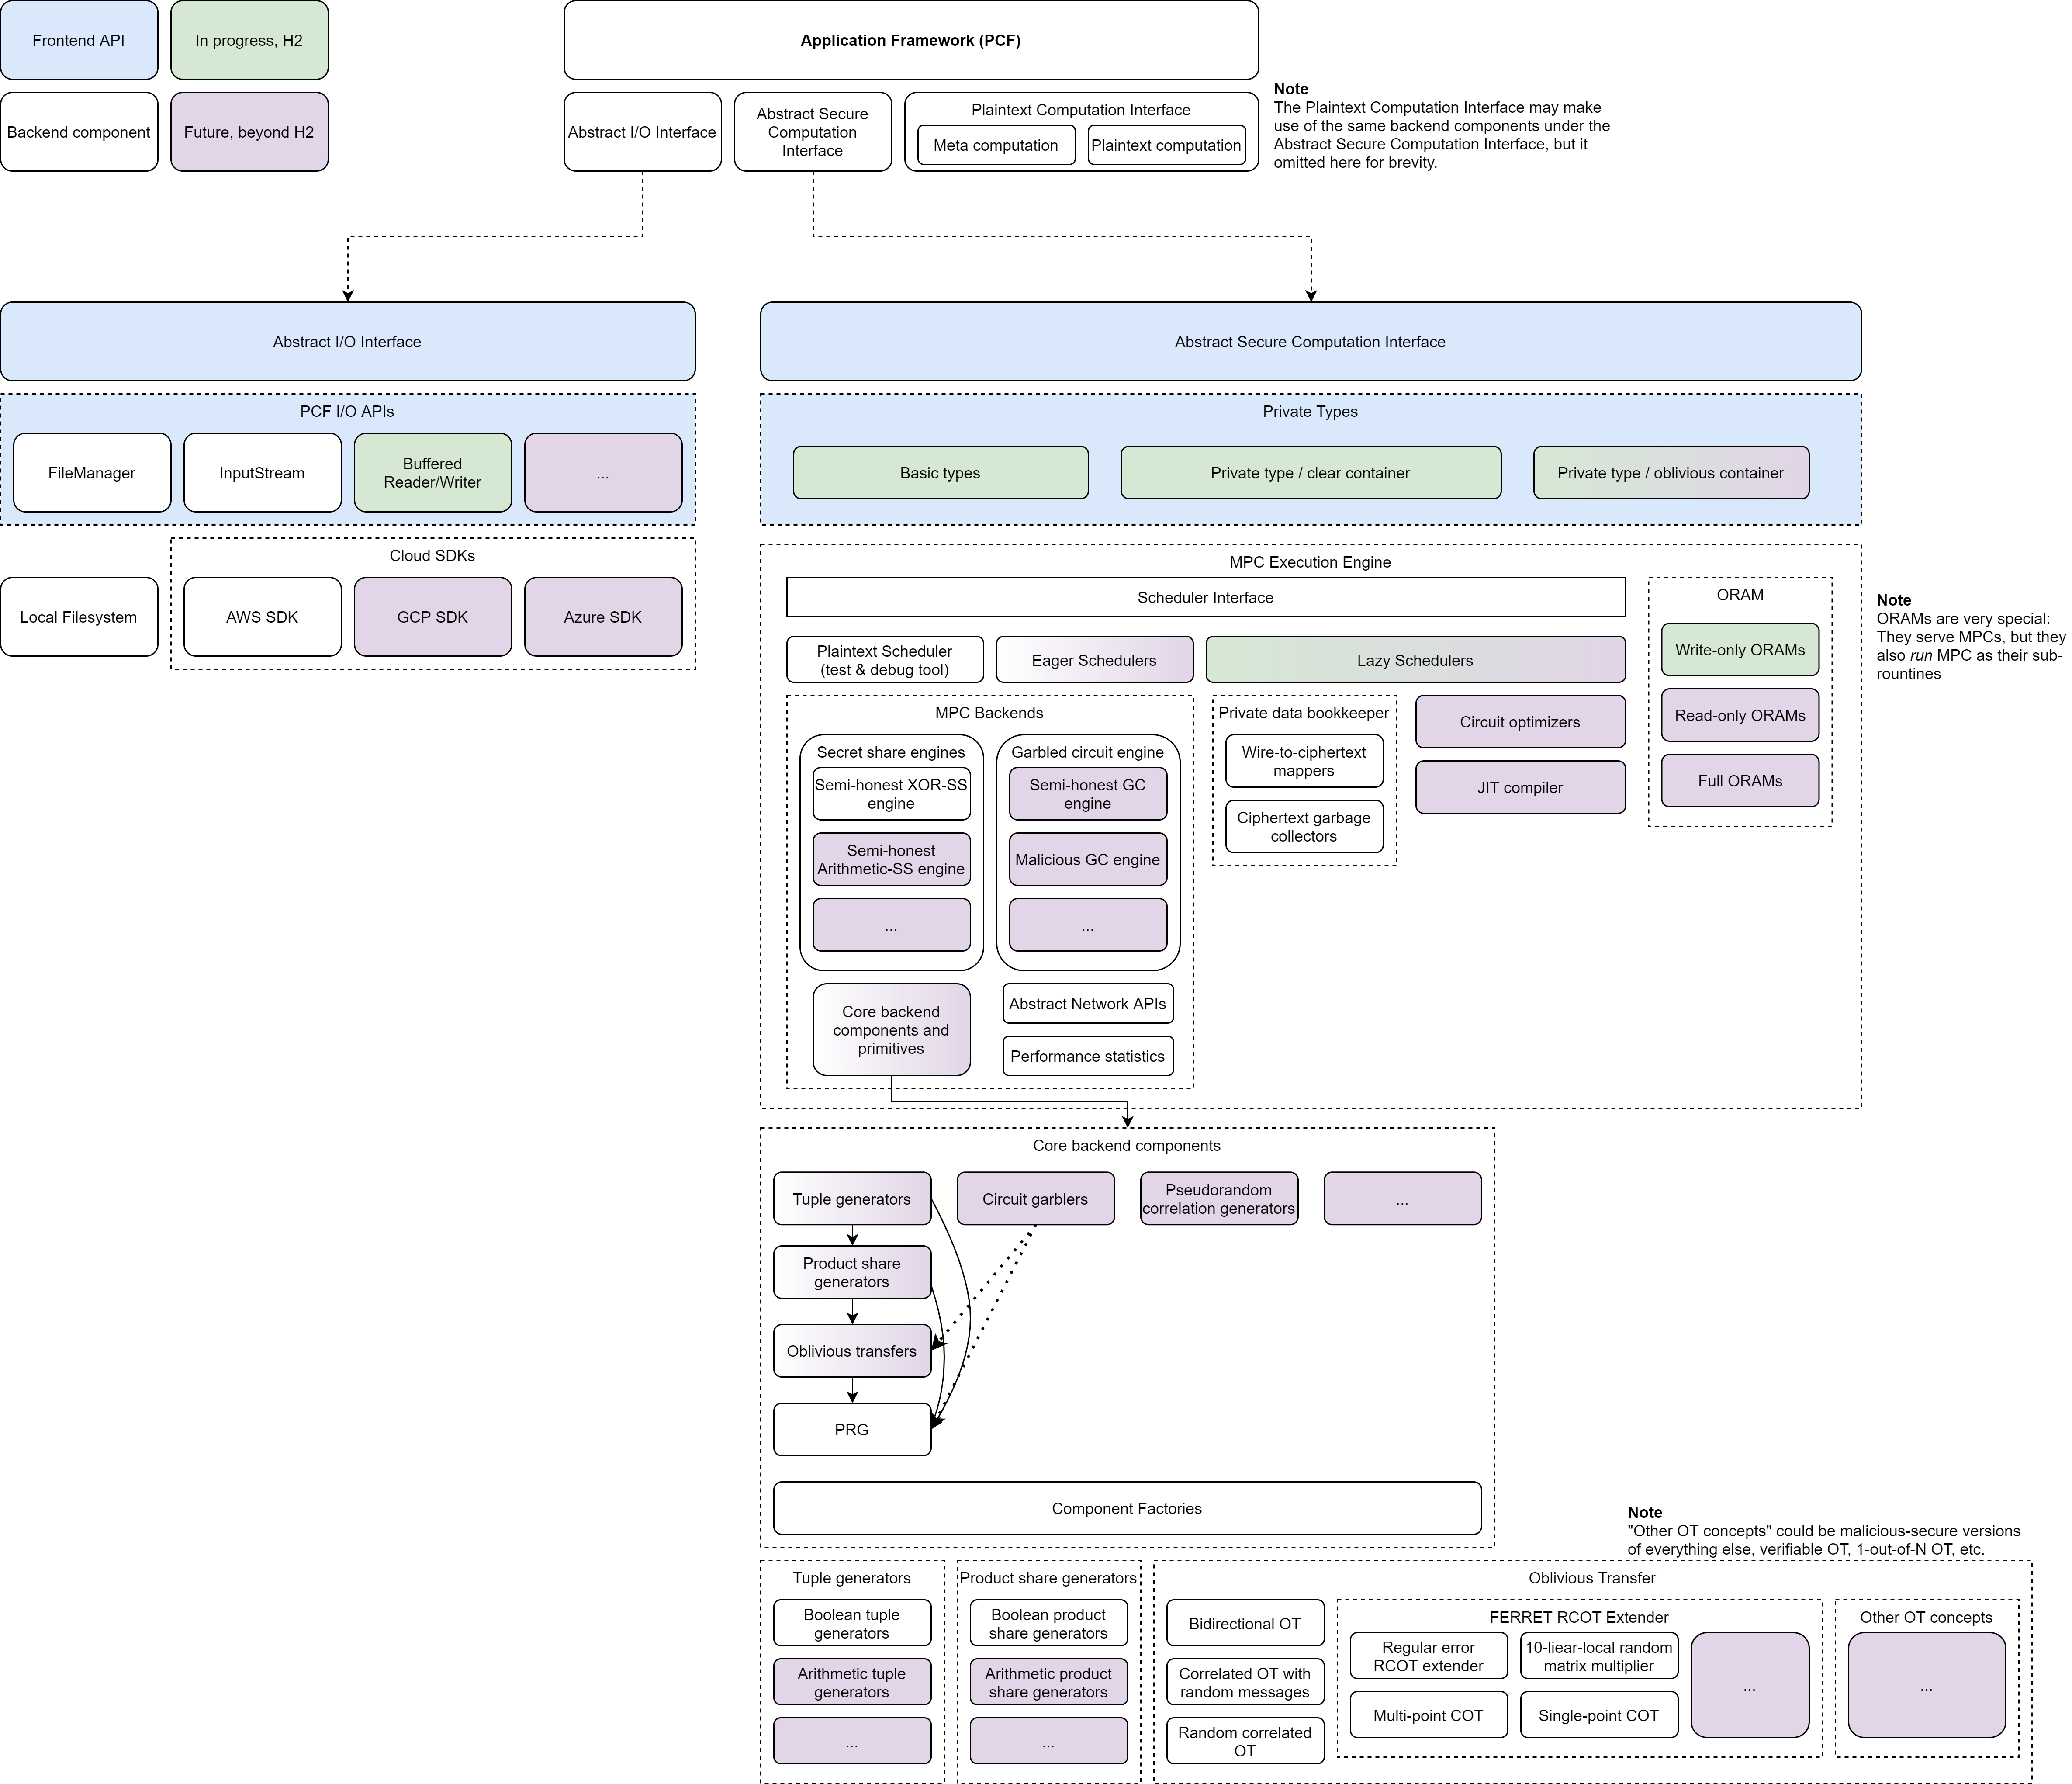 Frontend API
In progress, H2
Backend component
Future, beyond H2
Application Framework (PCF)
Abstract I/O Interface
Abstract Secure
Computation
Interface
Plaintext Computation Interface
Meta computation
Plaintext computation
Note
The Plaintext Computation Interface may make
use of the same backend components under the
Abstract Secure Computation Interface, but it
omitted here for brevity.
Abstract I/O Interface
PCF I/O APIs
FileManager
InputStream
Buffered
Reader/Writer
...
Cloud SDKs
Local Filesystem
AWS SDK
GCP SDK
Azure SDK
Abstract Secure Computation Interface
Private Types
Basic types
Private type / clear container
Private type / oblivious container
MPC Execution Engine
Scheduler Interface
Plaintext Scheduler
(test & debug tool)
Eager Schedulers
Lazy Schedulers
ORAM
Write-only ORAMs
Read-only ORAMs
Full ORAMs
Note
ORAMs are very special:
They serve MPCs, but they
also run MPC as their sub-
rountines
MPC Backends
Secret share engines
Semi-honest XOR-SS
engine
Semi-honest
Arithmetic-SS engine
...
Garbled circuit engine
Semi-honest GC
engine
Malicious GC engine
...
Private data bookkeeper
Wire-to-ciphertext
mappers
Ciphertext garbage
collectors
Circuit optimizers
JIT compiler
Core backend
components and
primitives
Abstract Network APIs
Performance statistics
Core backend components
Tuple generators
Circuit garblers
Pseudorandom
correlation generators
...
Product share
generators
Oblivious transfers
PRG
Component Factories
Note
"Other OT concepts" could be malicious-secure versions
of everything else, verifiable OT, 1-out-of-N OT, etc.
Tuple generators
Boolean tuple
generators
Arithmetic tuple
generators
...
Product share generators
Boolean product
share generators
Arithmetic product
share generators
...
Oblivious Transfer
Bidirectional OT
Correlated OT with
random messages
Random correlated
OT
FERRET RCOT Extender
Regular error
RCOT extender
10-liear-local random
matrix multiplier
Multi-point COT
Single-point COT
...
Other OT concepts
...